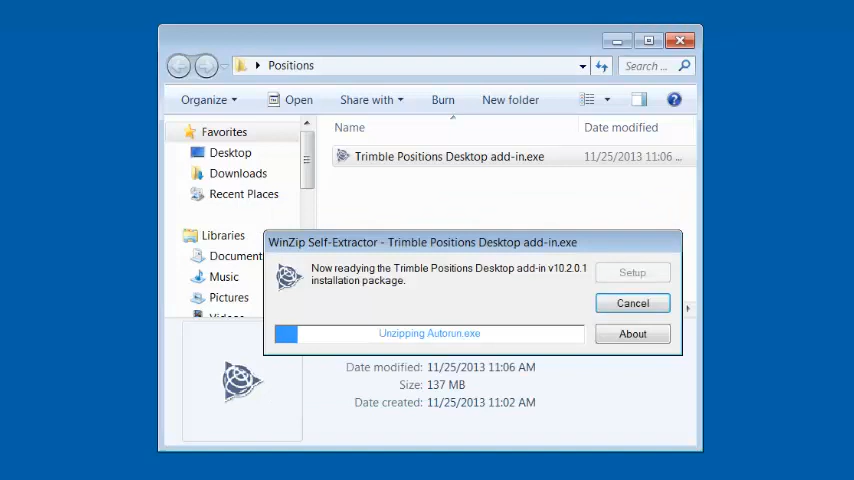 Positions
Search ...
Organize
Open
Share with
Burn
New folder
Name
Date modified
Favorites
Trimble Positions Desktop add-in.exe
11/25/2013 11:06 ...
Desktop
Downloads
Recent Places
Libraries
Document
Music
Pictures
WinZip Self-Extractor - Trimble Positions Desktop add-in.exe
Now readying the Trimble Positions Desktop add-in v10.2.0.1
installation package.
Setup
Cancel
Unzipping Autorun.exe
About
Date modified: 11/25/2013 11:06 AM
Size: 137 MB
Date created: 11/25/2013 11:02 AM